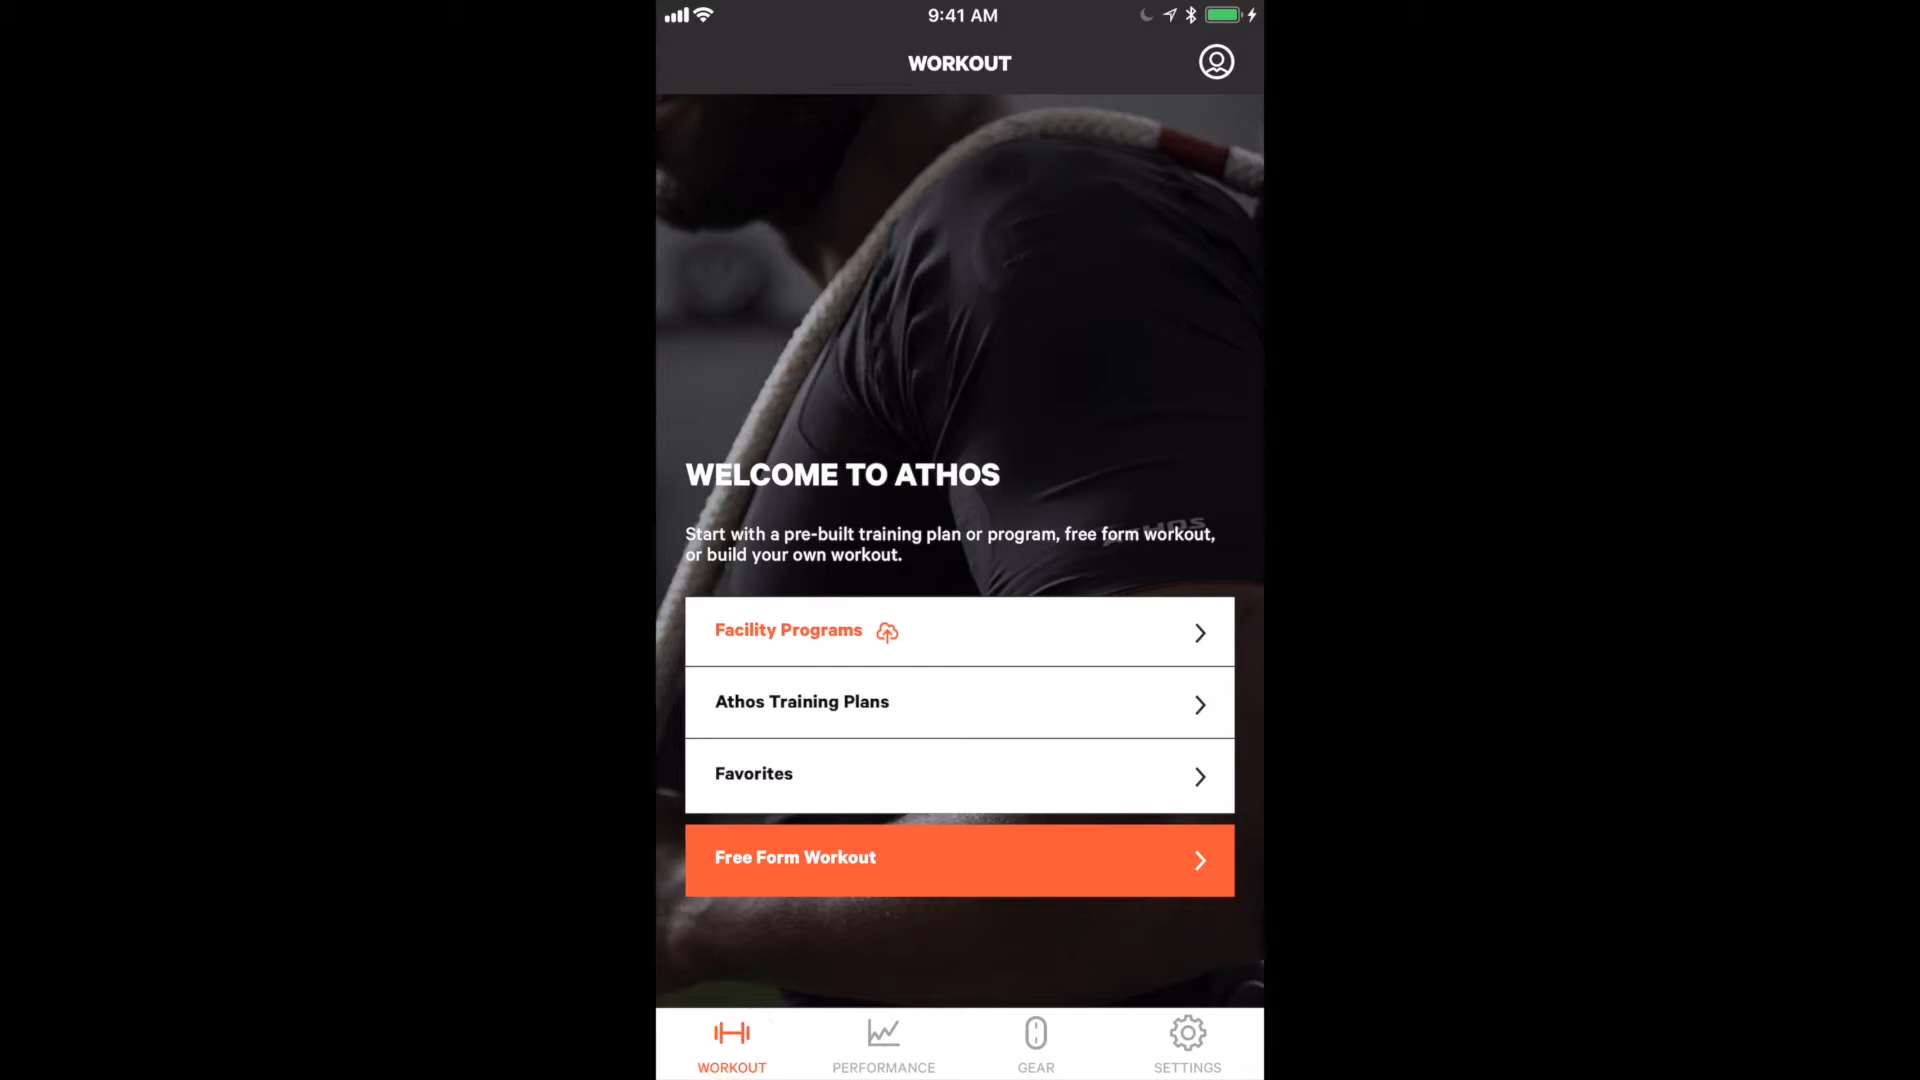 9:41 AM
WORKOUT
WELCOME TO ATHOS
ATHOS
Start with a pre-built training plan or program, free form workout,
or build your own workout.
Facility Programs
Athos Training Plans
Favorites
Free Form Workout
WORKOUT
PERFORMANCE
GEAR
SETTINGS